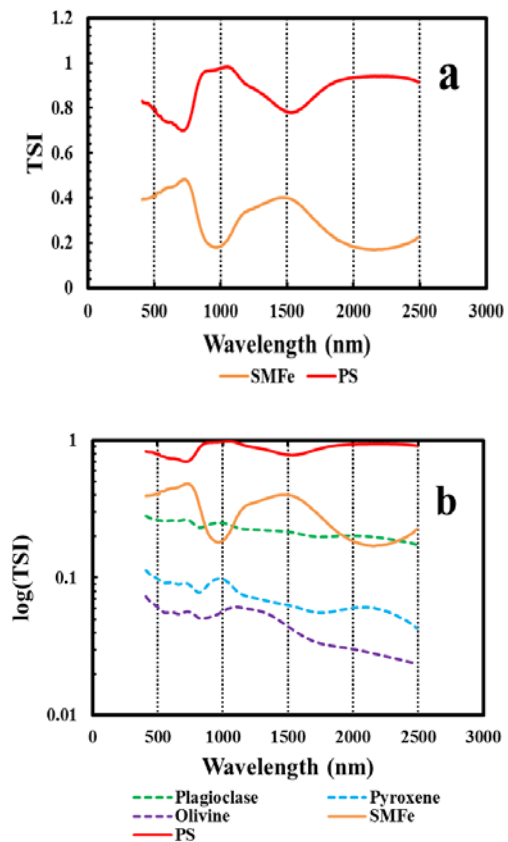 1.2
a
1
0.8
TSI
0.6
0.4
0.2
0
0 500 1000 1500 2000 2500 3000
Wavelength (nm)
SMFe PS
1
b
log(TSI)
0.1
0.01
0 500 1000 1500 2000 2500 3000
Wavelength (nm)
Plagioclase Pyroxene
Olivine SMFe
PS